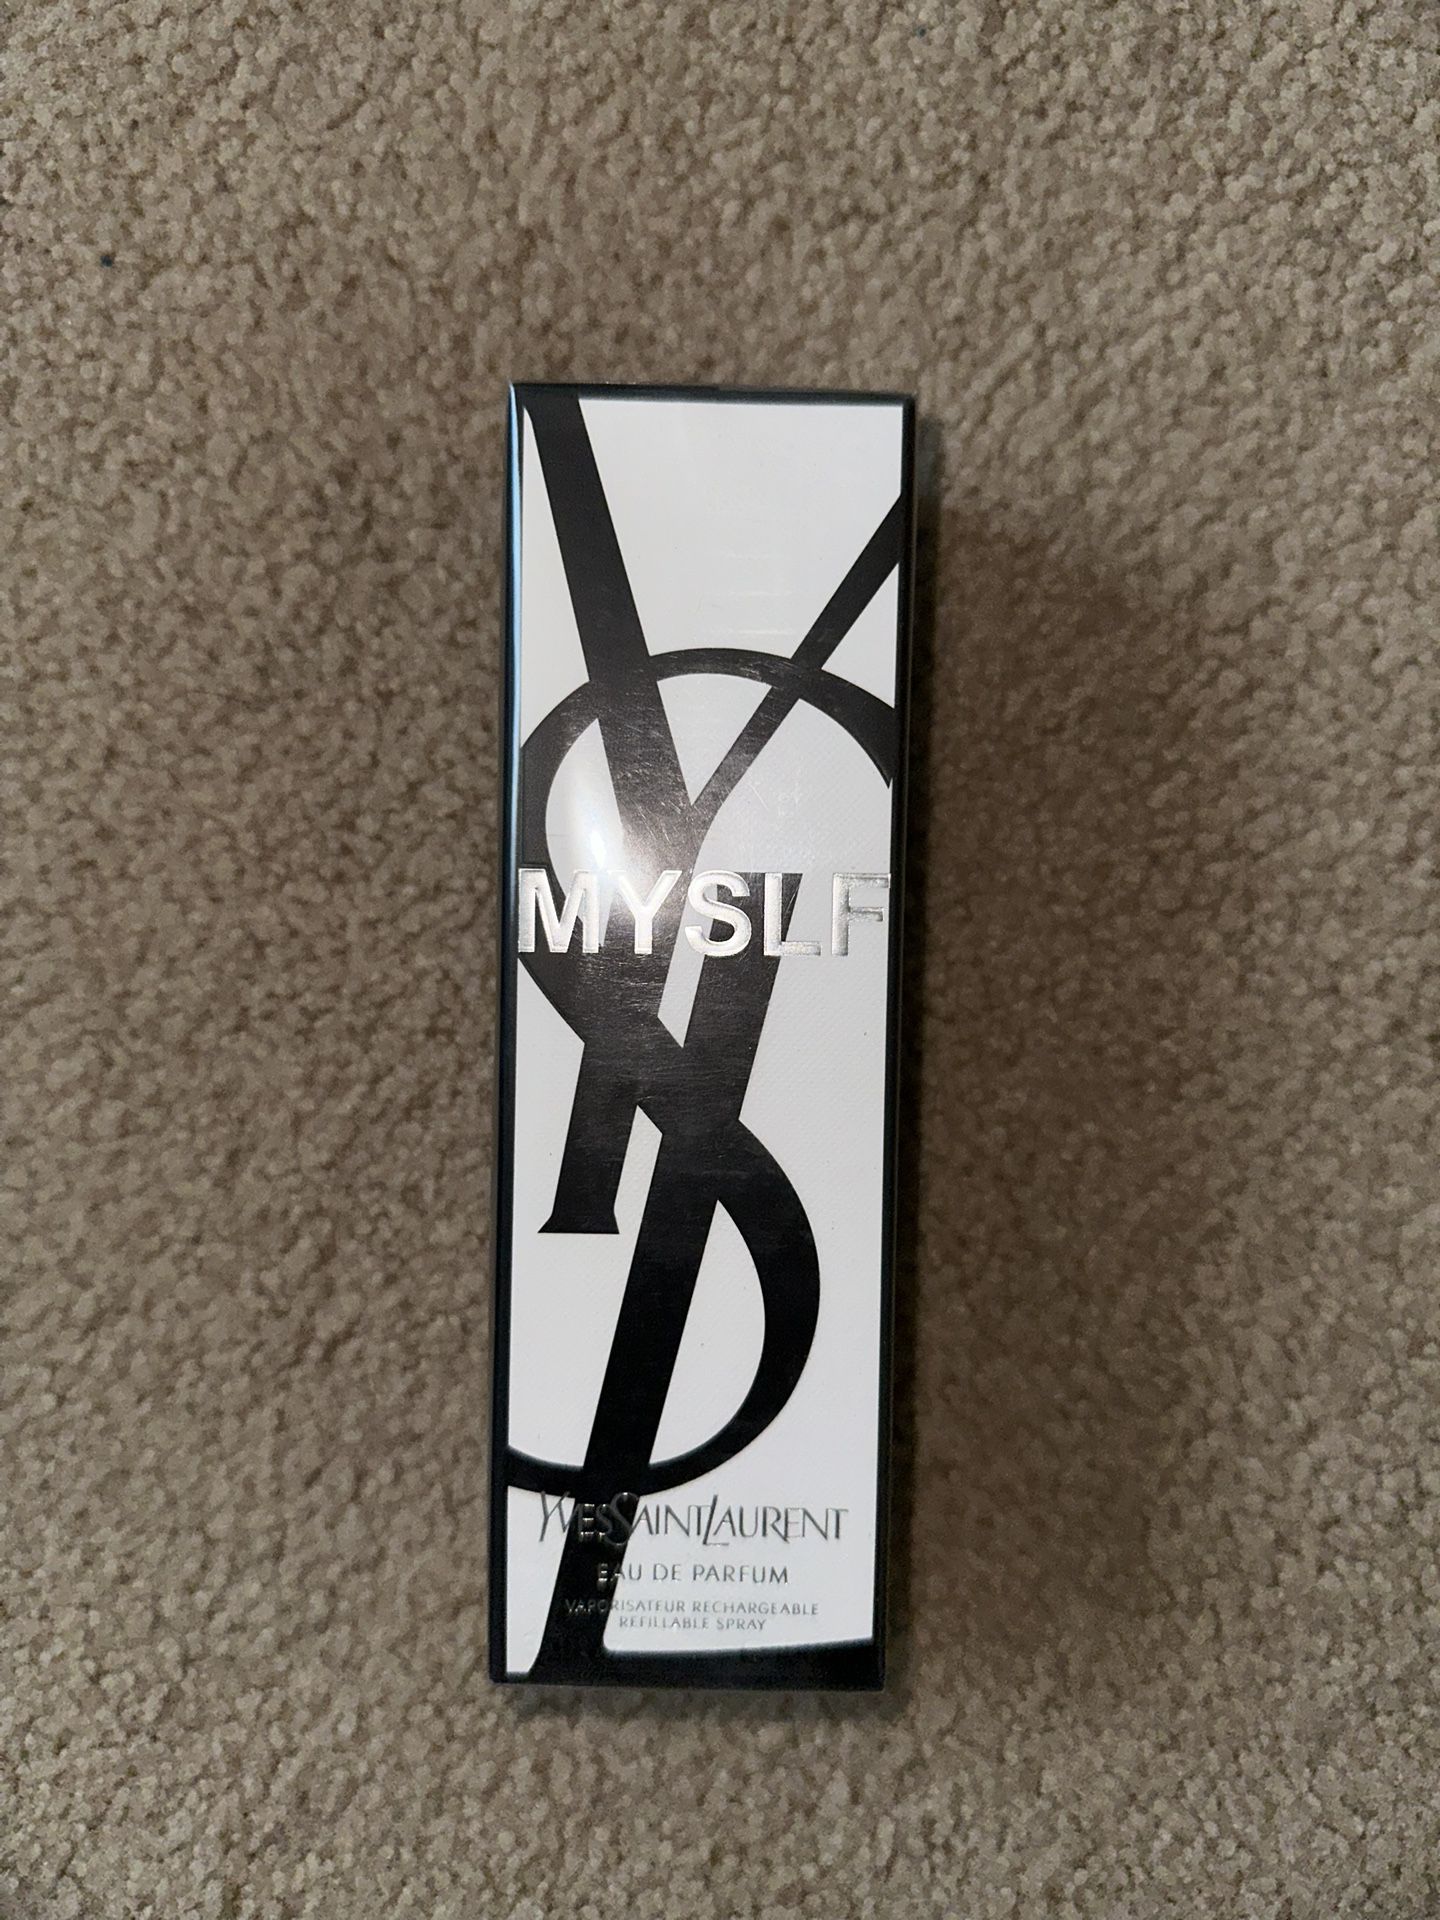 YSL
MYSLF
YVESSAINTLAURENT
EAU DE PARFUM
VAPORISATEUR RECHARGEABLE
REFILLABLE SPRAY